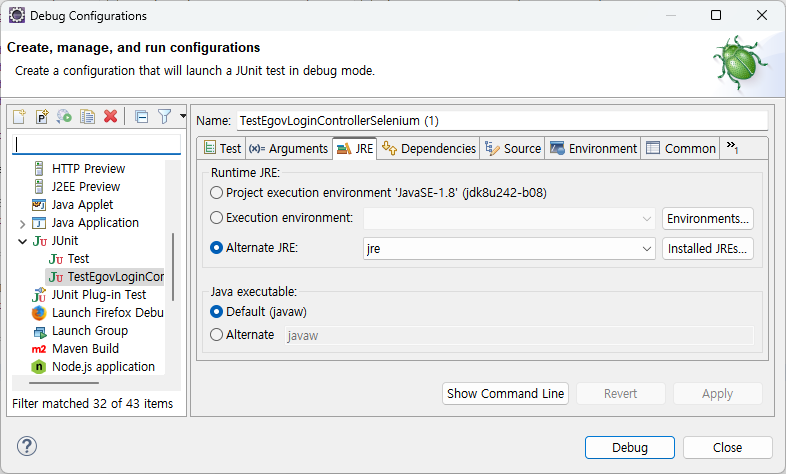 Debug Configurations
Create, manage, and run configurations
Create a configuration that will launch a JUnit test in debug mode.
Name: TestEgovLoginControllerSelenium (1)
Test (x)= Arguments JRE Dependencies Source Environment Common »1
HTTP Preview
J2EE Preview
Java Applet
Java Application
JUnit
Test
TestEgovLoginCor
JUnit Plug-in Test
Launch Firefox Debu
Launch Group
m2 Maven Build
Node.js application
Filter matched 32 of 43 items
Runtime JRE:
Project execution environment 'JavaSE-1.8' (jdk8u242-b08)
Execution environment: Environments...
Alternate JRE: jre Installed JREs...
Java executable:
Default (javaw)
Alternate javaw
Show Command Line Revert Apply
Debug Close